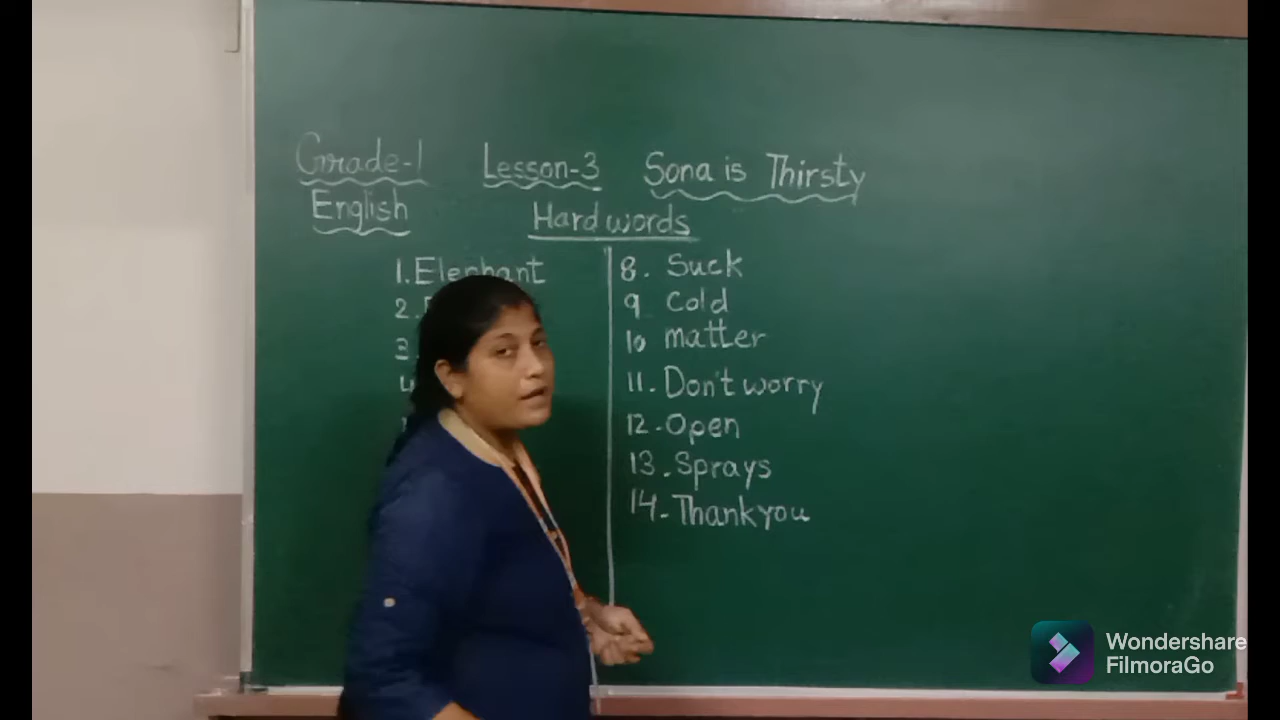 Grade-1 Lesson-3 Sona is Thirsty
English Hard words
1. Elephant
2.
3.
8. Suck
9 Cold
10 matter
11. Don't worry
12. Open
13. Sprays
14. Thankyou
Wondershare
FilmoraGo